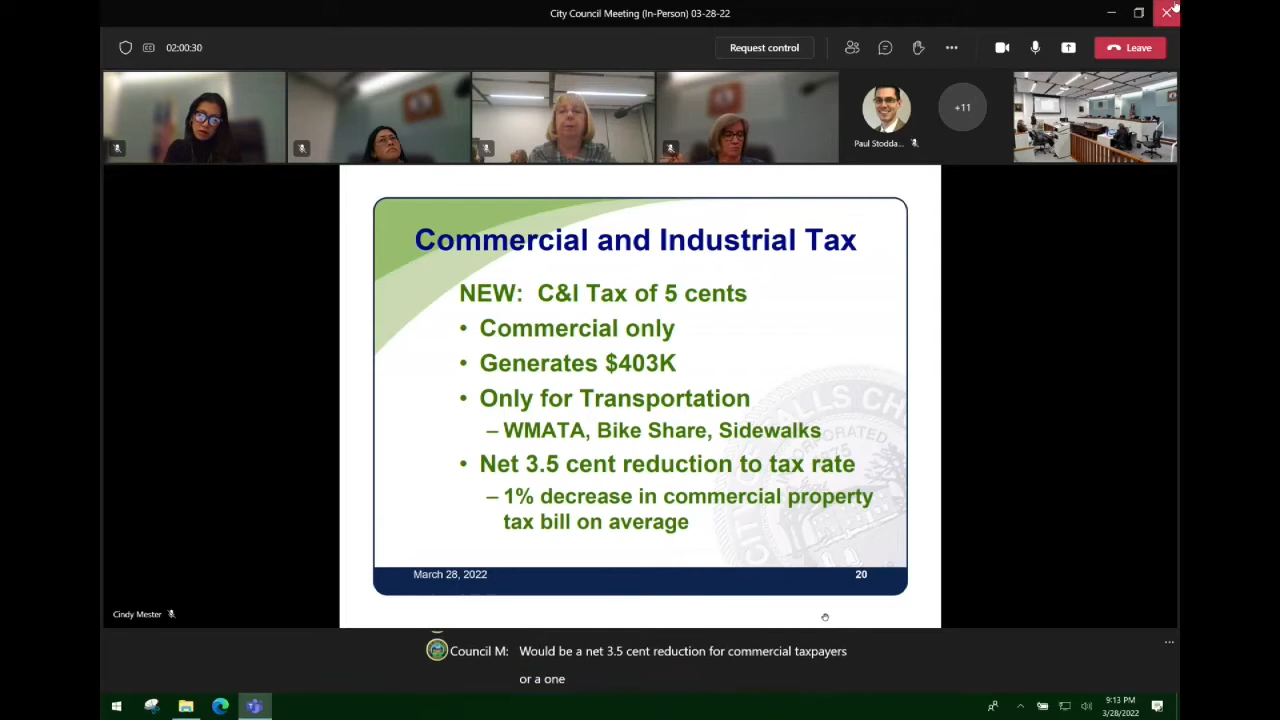 City Council Meeting (In-Person) 03-28-22
02:00:30
Request control
Leave
+11
Paul Stodda...
Commercial and Industrial Tax
NEW: C&I Tax of 5 cents
• Commercial only
• Generates $403K
• Only for Transportation
– WMATA, Bike Share, Sidewalks
• Net 3.5 cent reduction to tax rate
– 1% decrease in commercial property
tax bill on average
March 28, 2022
20
Cindy Mester
Council M: Would be a net 3.5 cent reduction for commercial taxpayers
or a one
9:13 PM
3/28/2022